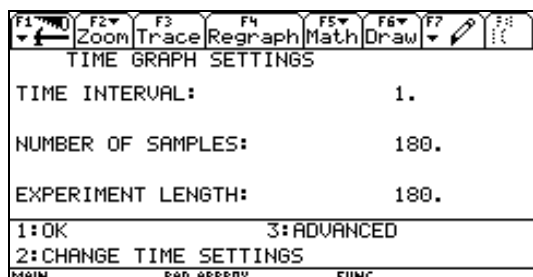 F1 F2 Zoom F3 Trace F4 Regraph F5 Math F6 Draw F7
TIME GRAPH SETTINGS
TIME INTERVAL: 1.
NUMBER OF SAMPLES: 180.
EXPERIMENT LENGTH: 180.
1:OK 3:ADVANCED
2:CHANGE TIME SETTINGS
MAIN RAD APPROX FUNC